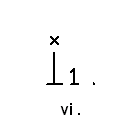 ×
⊥ 1 .
vi.